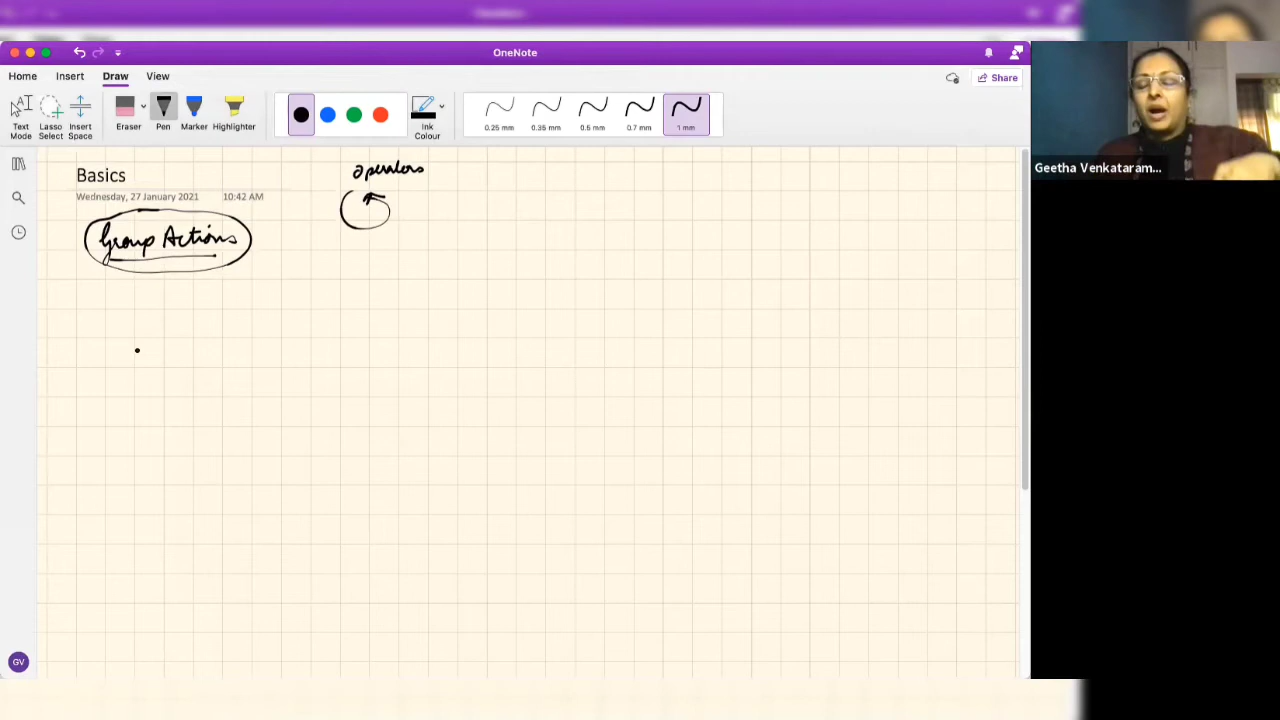 OneNote
Home Insert Draw View
Share
Text Mode
Lasso Select
Insert Space
Eraser
Pen
Marker
Highlighter
Ink Colour
0.25 mm
0.35 mm
0.5 mm
0.7 mm
1 mm
Geetha Venkataram...
Basics
Wednesday, 27 January 2021 10:42 AM
operators
Group Actions
GV